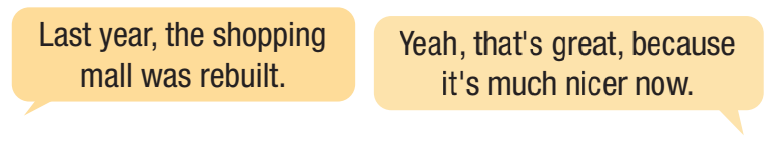 Last year, the shopping
mall was rebuilt.
Yeah, that's great, because
it's much nicer now.